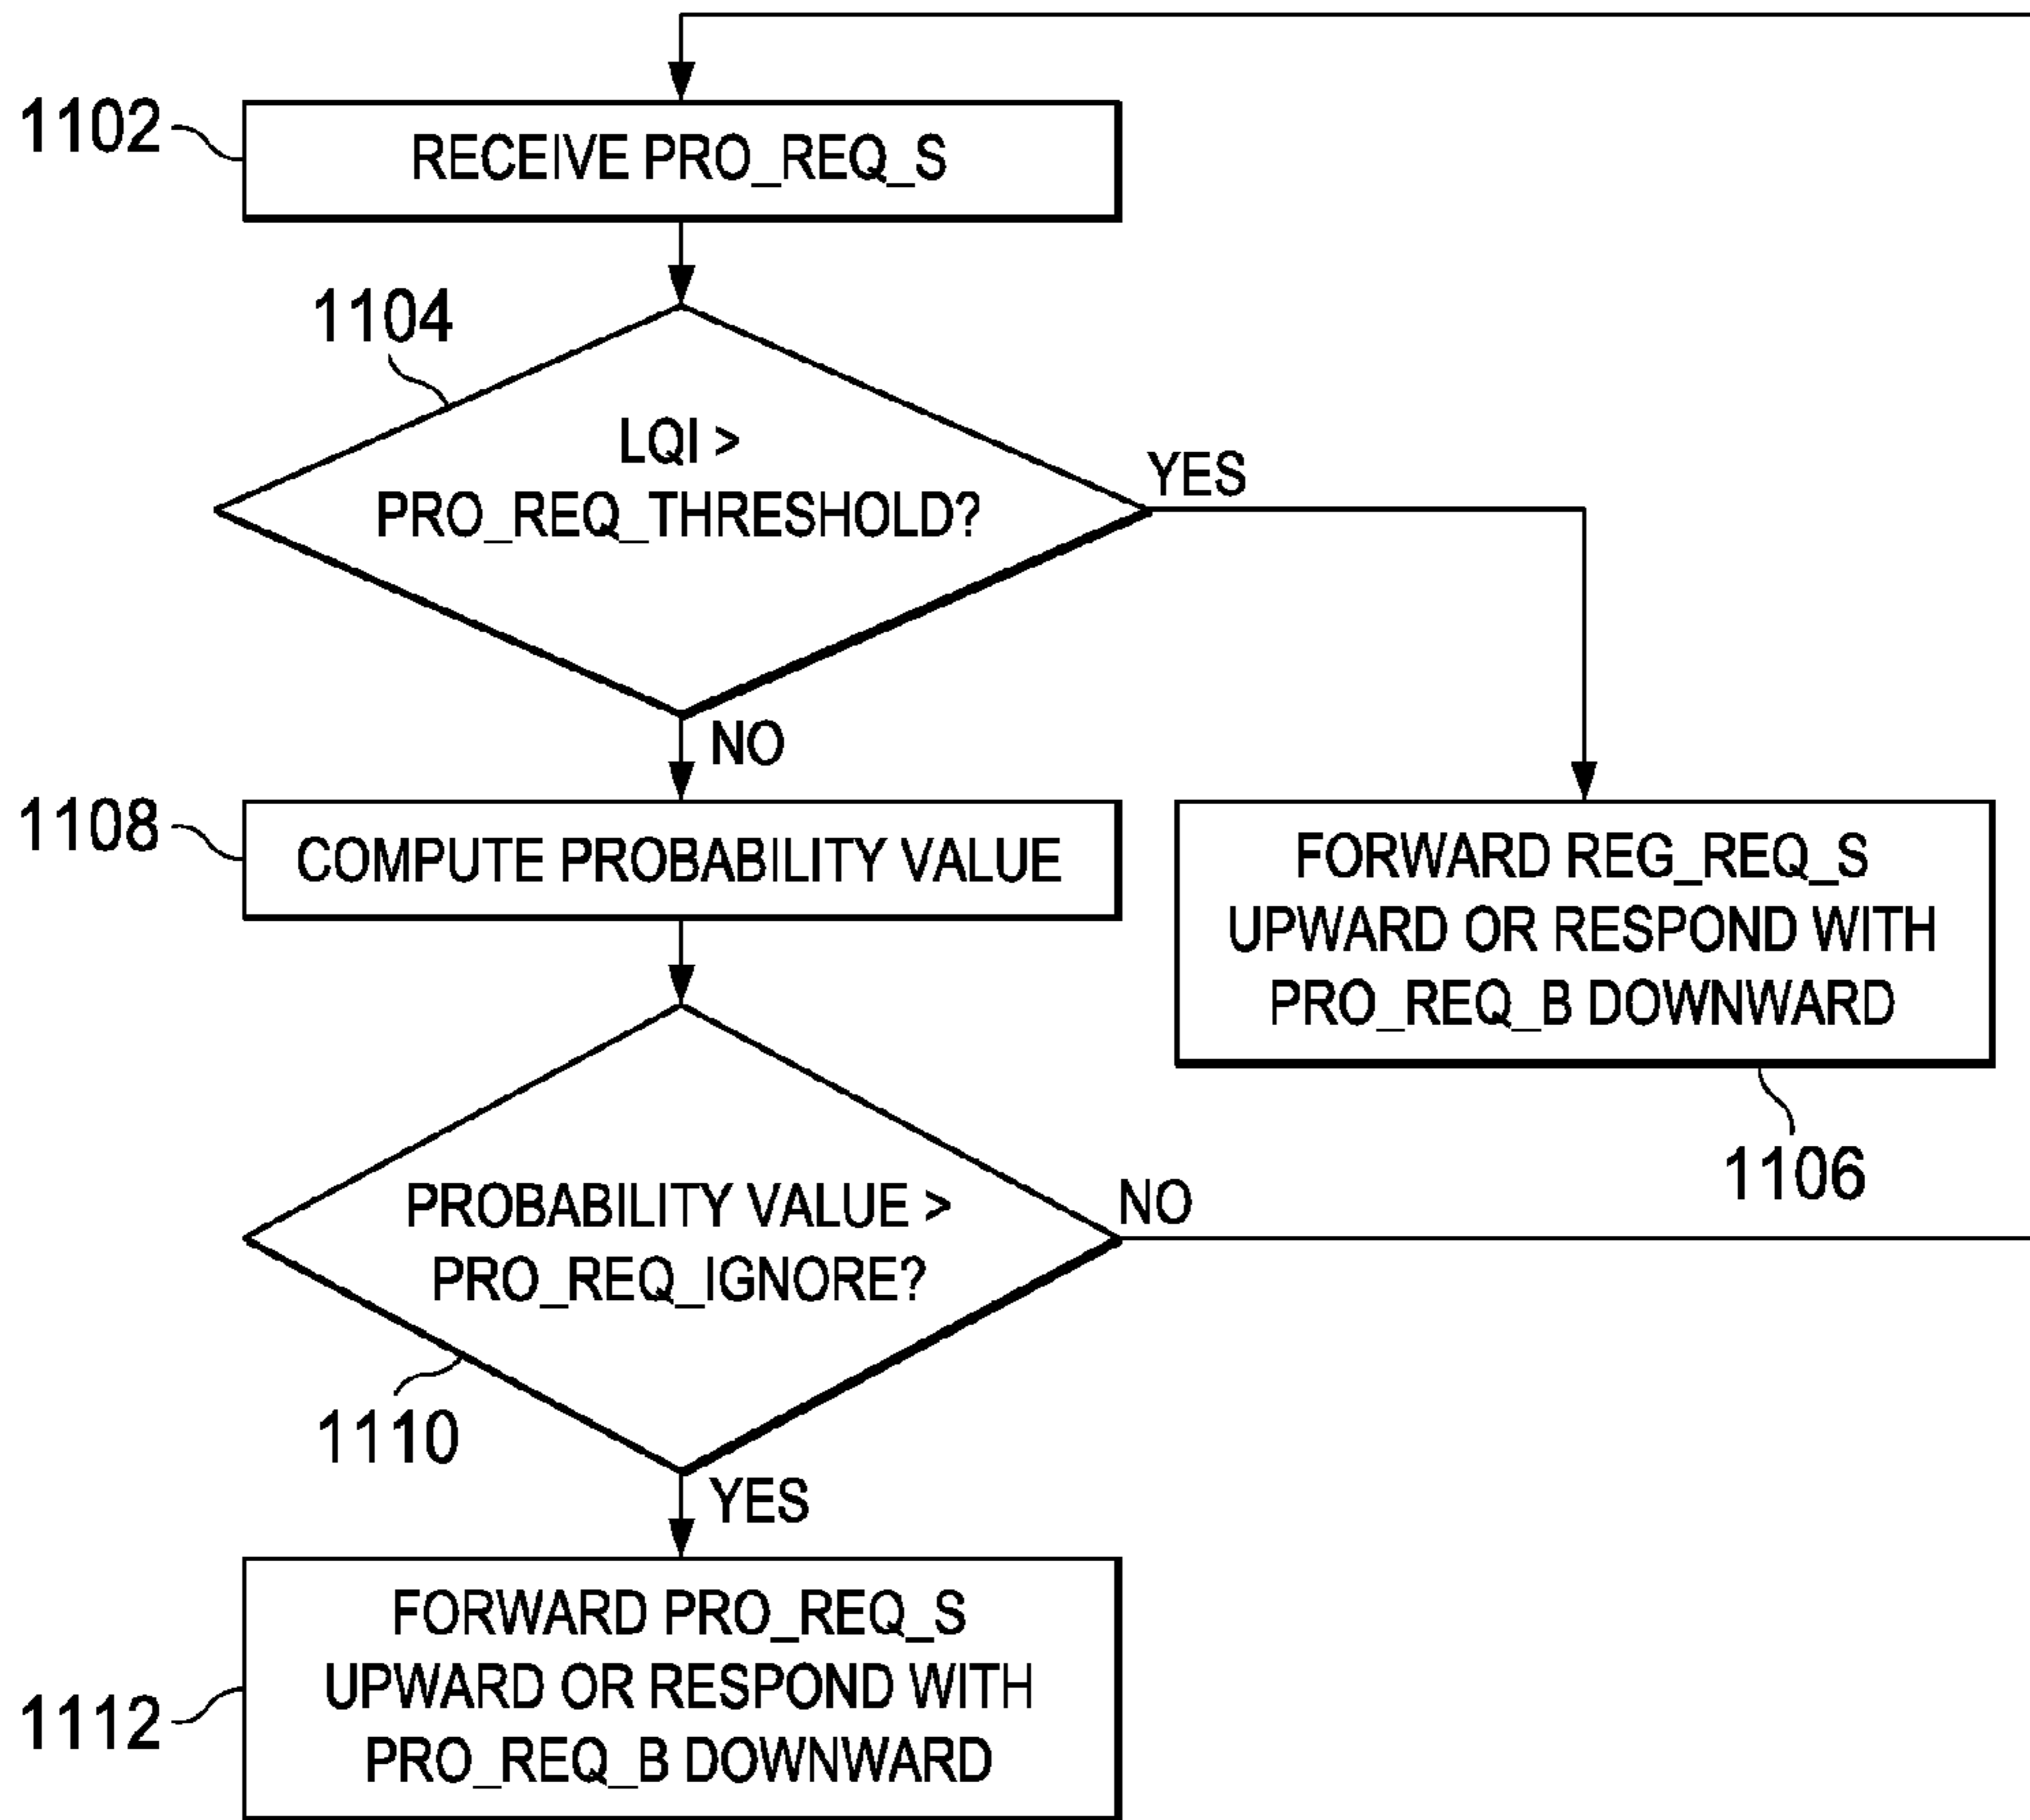 1102
RECEIVE PRO_REQ_S
1104
LQI >
PRO_REQ_THRESHOLD?
YES
NO
1108
COMPUTE PROBABILITY VALUE
FORWARD REG_REQ_S
UPWARD OR RESPOND WITH
PRO_REQ_B DOWNWARD
1106
PROBABILITY VALUE >
PRO_REQ_IGNORE?
NO
1110
YES
FORWARD PRO_REQ_S
UPWARD OR RESPOND WITH
PRO_REQ_B DOWNWARD
1112